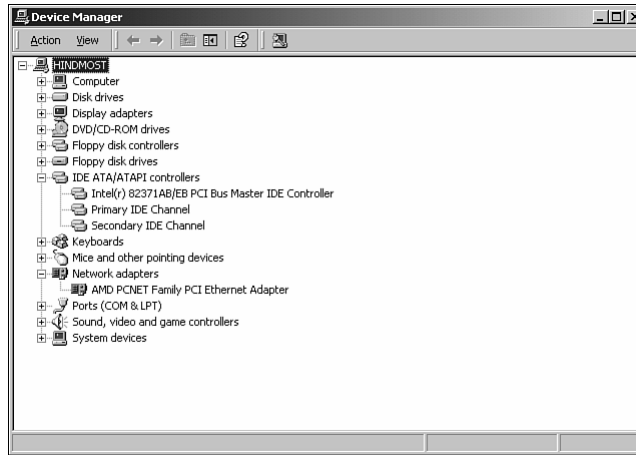 Device Manager
Action View
HINDMOST
Computer
Disk drives
Display adapters
DVD/CD-ROM drives
Floppy disk controllers
Floppy disk drives
IDE ATA/ATAPI controllers
Intel(r) 82371AB/EB PCI Bus Master IDE Controller
Primary IDE Channel
Secondary IDE Channel
Keyboards
Mice and other pointing devices
Network adapters
AMD PCNET Family PCI Ethernet Adapter
Ports (COM & LPT)
Sound, video and game controllers
System devices